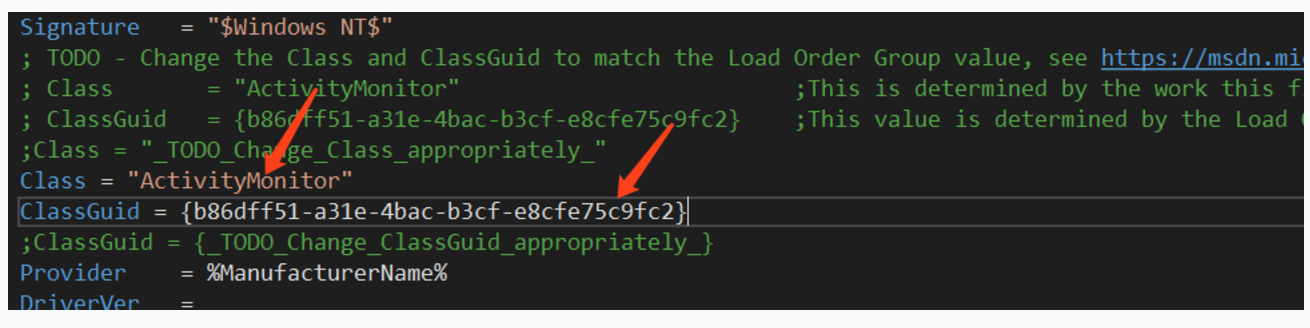 Signature   = "$Windows NT$"
; TODO - Change the Class and ClassGuid to match the Load Order Group value, see https://msdn.mi
; Class       = "ActivityMonitor"                         ;This is determined by the work this f
; ClassGuid   = {b86dff51-a31e-4bac-b3cf-e8cfe75c9fc2}    ;This value is determined by the Load
;Class = "_TODO_Change_Class_appropriately_"
Class = "ActivityMonitor"
ClassGuid = {b86dff51-a31e-4bac-b3cf-e8cfe75c9fc2}
;ClassGuid = {_TODO_Change_ClassGuid_appropriately_}
Provider    = %ManufacturerName%
DriverVer   =